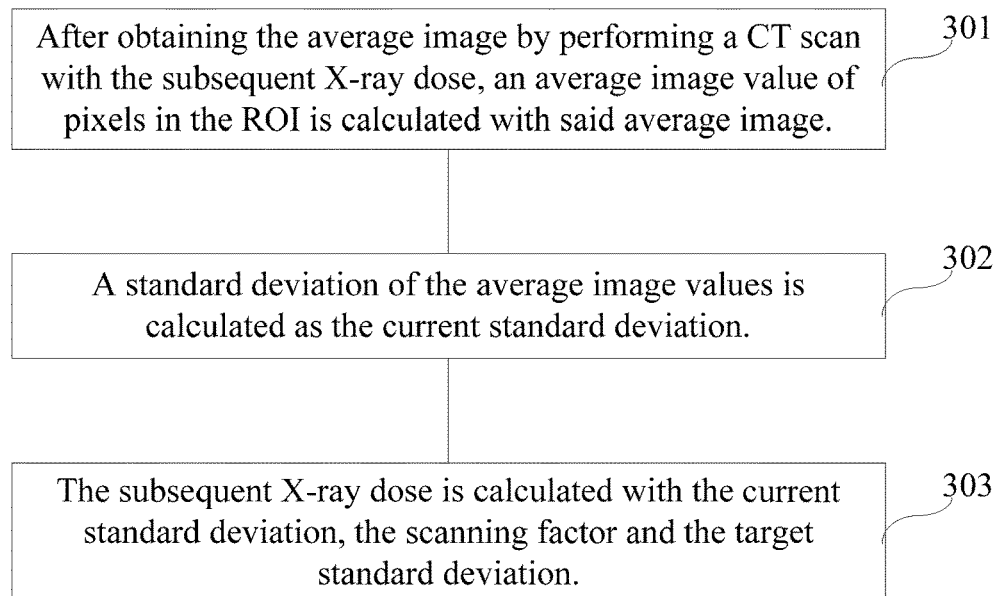 After obtaining the average image by performing a CT scan
with the subsequent X-ray dose, an average image value of
pixels in the ROI is calculated with said average image.
301
A standard deviation of the average image values is
calculated as the current standard deviation.
302
The subsequent X-ray dose is calculated with the current
standard deviation, the scanning factor and the target
standard deviation.
303